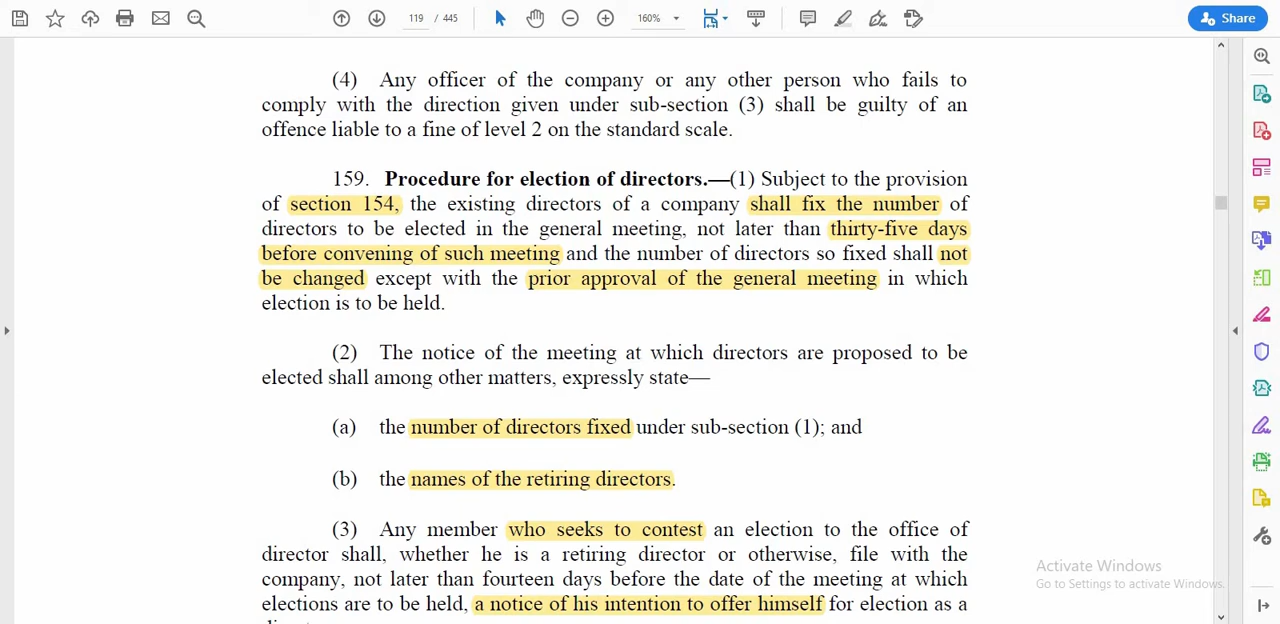 119 / 445
160%
Share
(4) Any officer of the company or any other person who fails to
comply with the direction given under sub-section (3) shall be guilty of an
offence liable to a fine of level 2 on the standard scale.
159. Procedure for election of directors.—(1) Subject to the provision
of section 154, the existing directors of a company shall fix the number of
directors to be elected in the general meeting, not later than thirty-five days
before convening of such meeting and the number of directors so fixed shall not
be changed except with the prior approval of the general meeting in which
election is to be held.
(2) The notice of the meeting at which directors are proposed to be
elected shall among other matters, expressly state—
(a) the number of directors fixed under sub-section (1); and
(b) the names of the retiring directors.
(3) Any member who seeks to contest an election to the office of
director shall, whether he is a retiring director or otherwise, file with the
company, not later than fourteen days before the date of the meeting at which
elections are to be held, a notice of his intention to offer himself for election as a
Activate Windows
Go to Settings to activate Windows.